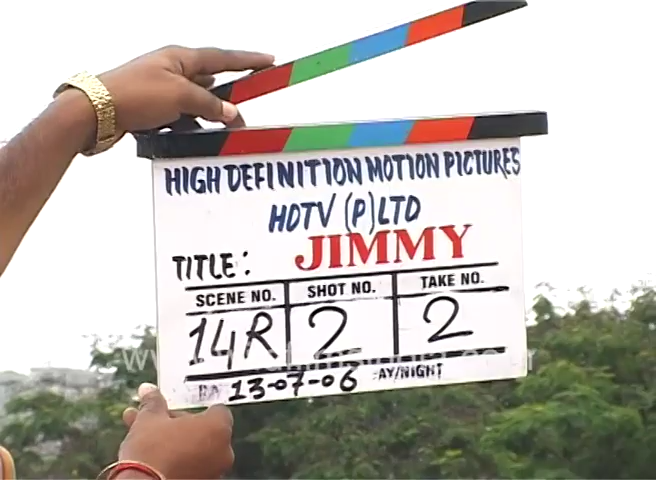 HIGH DEFINITION MOTION PICTURES
HDTV (P) LTD
TITLE: JIMMY
SCENE NO. SHOT NO. TAKE NO.
14R 2 2
13-07-06 AY/NIGHT